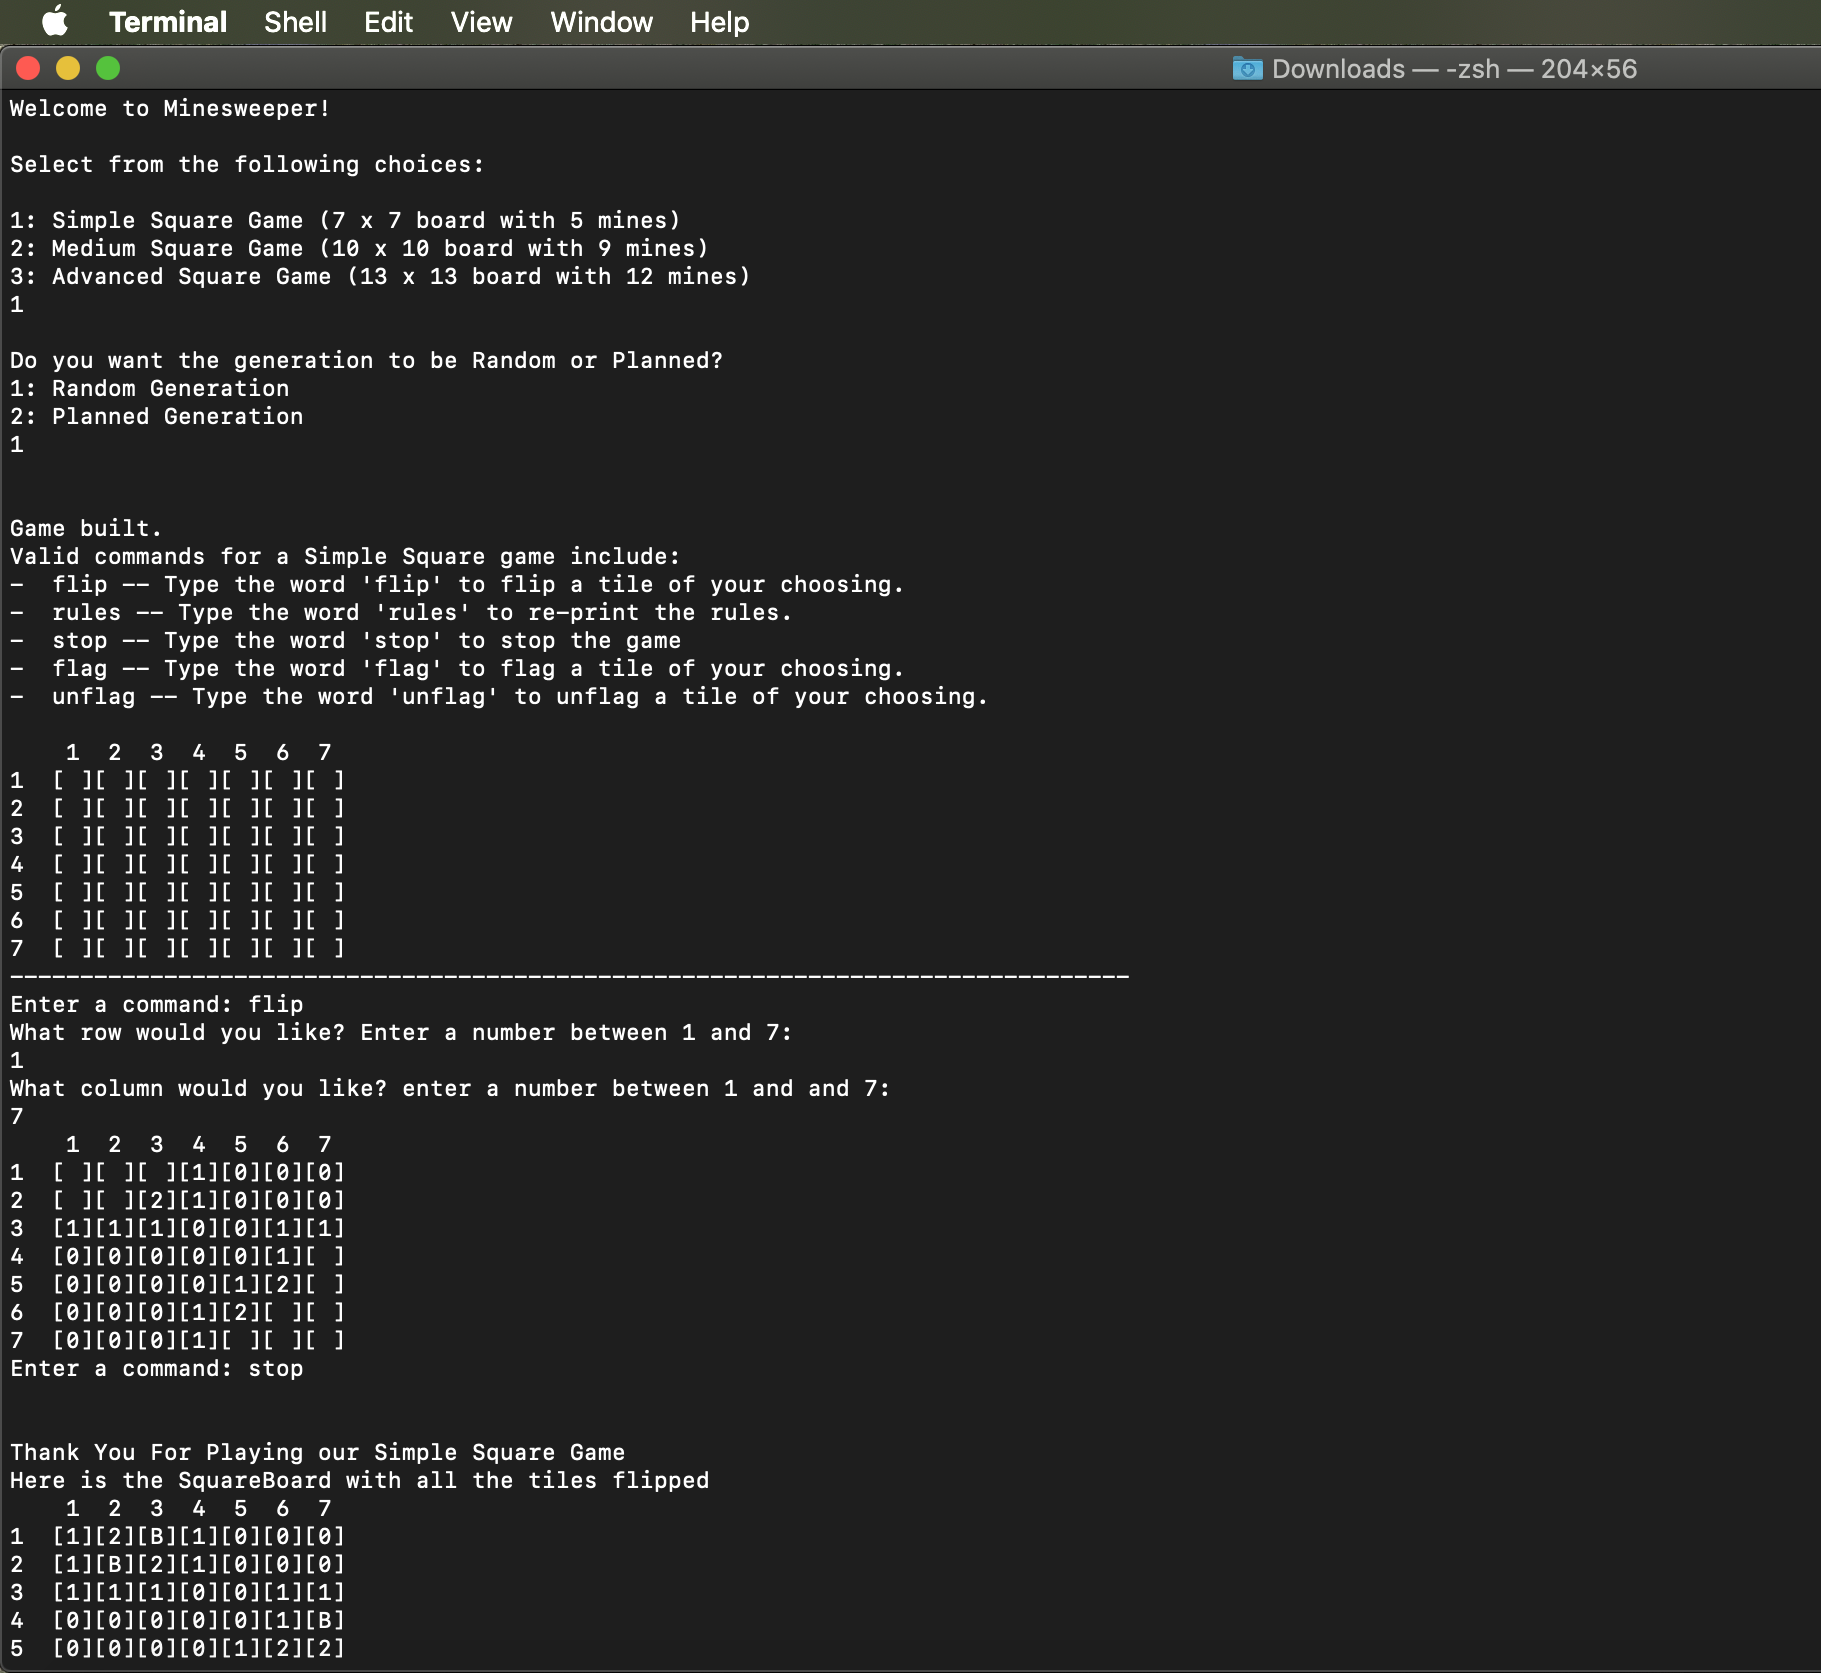 Terminal Shell Edit View Window Help
Downloads — -zsh — 204×56
Welcome to Minesweeper!
Select from the following choices:
1: Simple Square Game (7 x 7 board with 5 mines)
2: Medium Square Game (10 x 10 board with 9 mines)
3: Advanced Square Game (13 x 13 board with 12 mines)
1
Do you want the generation to be Random or Planned?
1: Random Generation
2: Planned Generation
1
Game built.
Valid commands for a Simple Square game include:
-  flip -- Type the word 'flip' to flip a tile of your choosing.
-  rules -- Type the word 'rules' to re-print the rules.
-  stop -- Type the word 'stop' to stop the game
-  flag -- Type the word 'flag' to flag a tile of your choosing.
-  unflag -- Type the word 'unflag' to unflag a tile of your choosing.
    1  2  3  4  5  6  7
1  [ ][ ][ ][ ][ ][ ][ ]
2  [ ][ ][ ][ ][ ][ ][ ]
3  [ ][ ][ ][ ][ ][ ][ ]
4  [ ][ ][ ][ ][ ][ ][ ]
5  [ ][ ][ ][ ][ ][ ][ ]
6  [ ][ ][ ][ ][ ][ ][ ]
7  [ ][ ][ ][ ][ ][ ][ ]
--------------------------------------------------------------------------------
Enter a command: flip
What row would you like? Enter a number between 1 and 7:
1
What column would you like? enter a number between 1 and and 7:
7
    1  2  3  4  5  6  7
1  [ ][ ][ ][1][0][0][0]
2  [ ][ ][2][1][0][0][0]
3  [1][1][1][0][0][1][1]
4  [0][0][0][0][0][1][ ]
5  [0][0][0][0][1][2][ ]
6  [0][0][0][1][2][ ][ ]
7  [0][0][0][1][ ][ ][ ]
Enter a command: stop
Thank You For Playing our Simple Square Game
Here is the SquareBoard with all the tiles flipped
    1  2  3  4  5  6  7
1  [1][2][B][1][0][0][0]
2  [1][B][2][1][0][0][0]
3  [1][1][1][0][0][1][1]
4  [0][0][0][0][0][1][B]
5  [0][0][0][0][1][2][2]